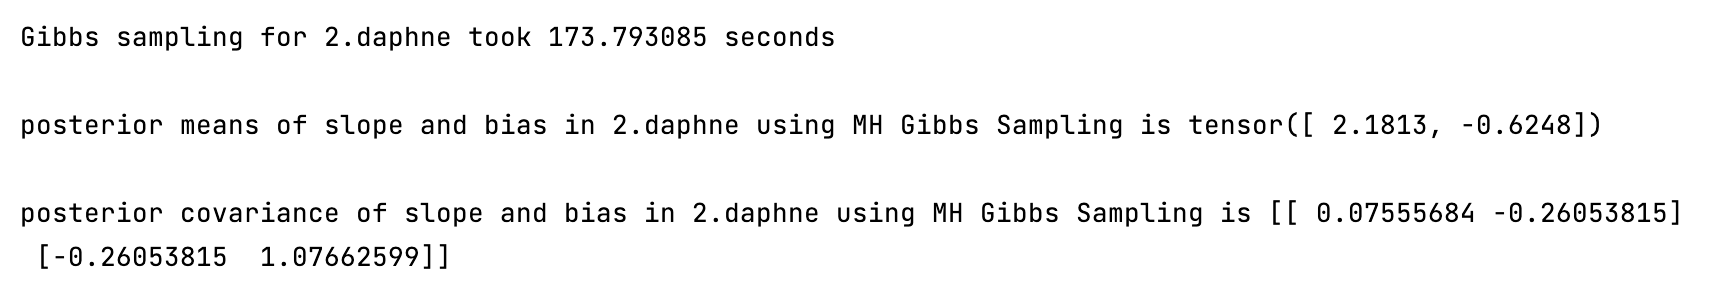 Gibbs sampling for 2.daphne took 173.793085 seconds
posterior means of slope and bias in 2.daphne using MH Gibbs Sampling is tensor([ 2.1813, -0.6248])
posterior covariance of slope and bias in 2.daphne using MH Gibbs Sampling is [[ 0.07555684 -0.26053815]
 [-0.26053815  1.07662599]]